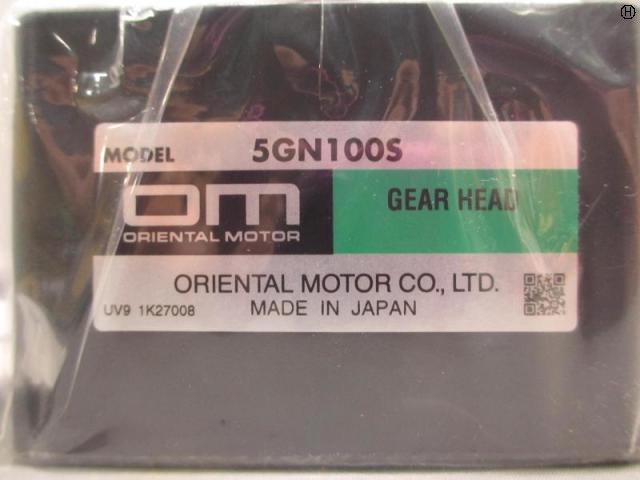 H
MODEL 5GN100S
om
ORIENTAL MOTOR
GEAR HEAD
ORIENTAL MOTOR CO., LTD.
UV9 1K27008 MADE IN JAPAN